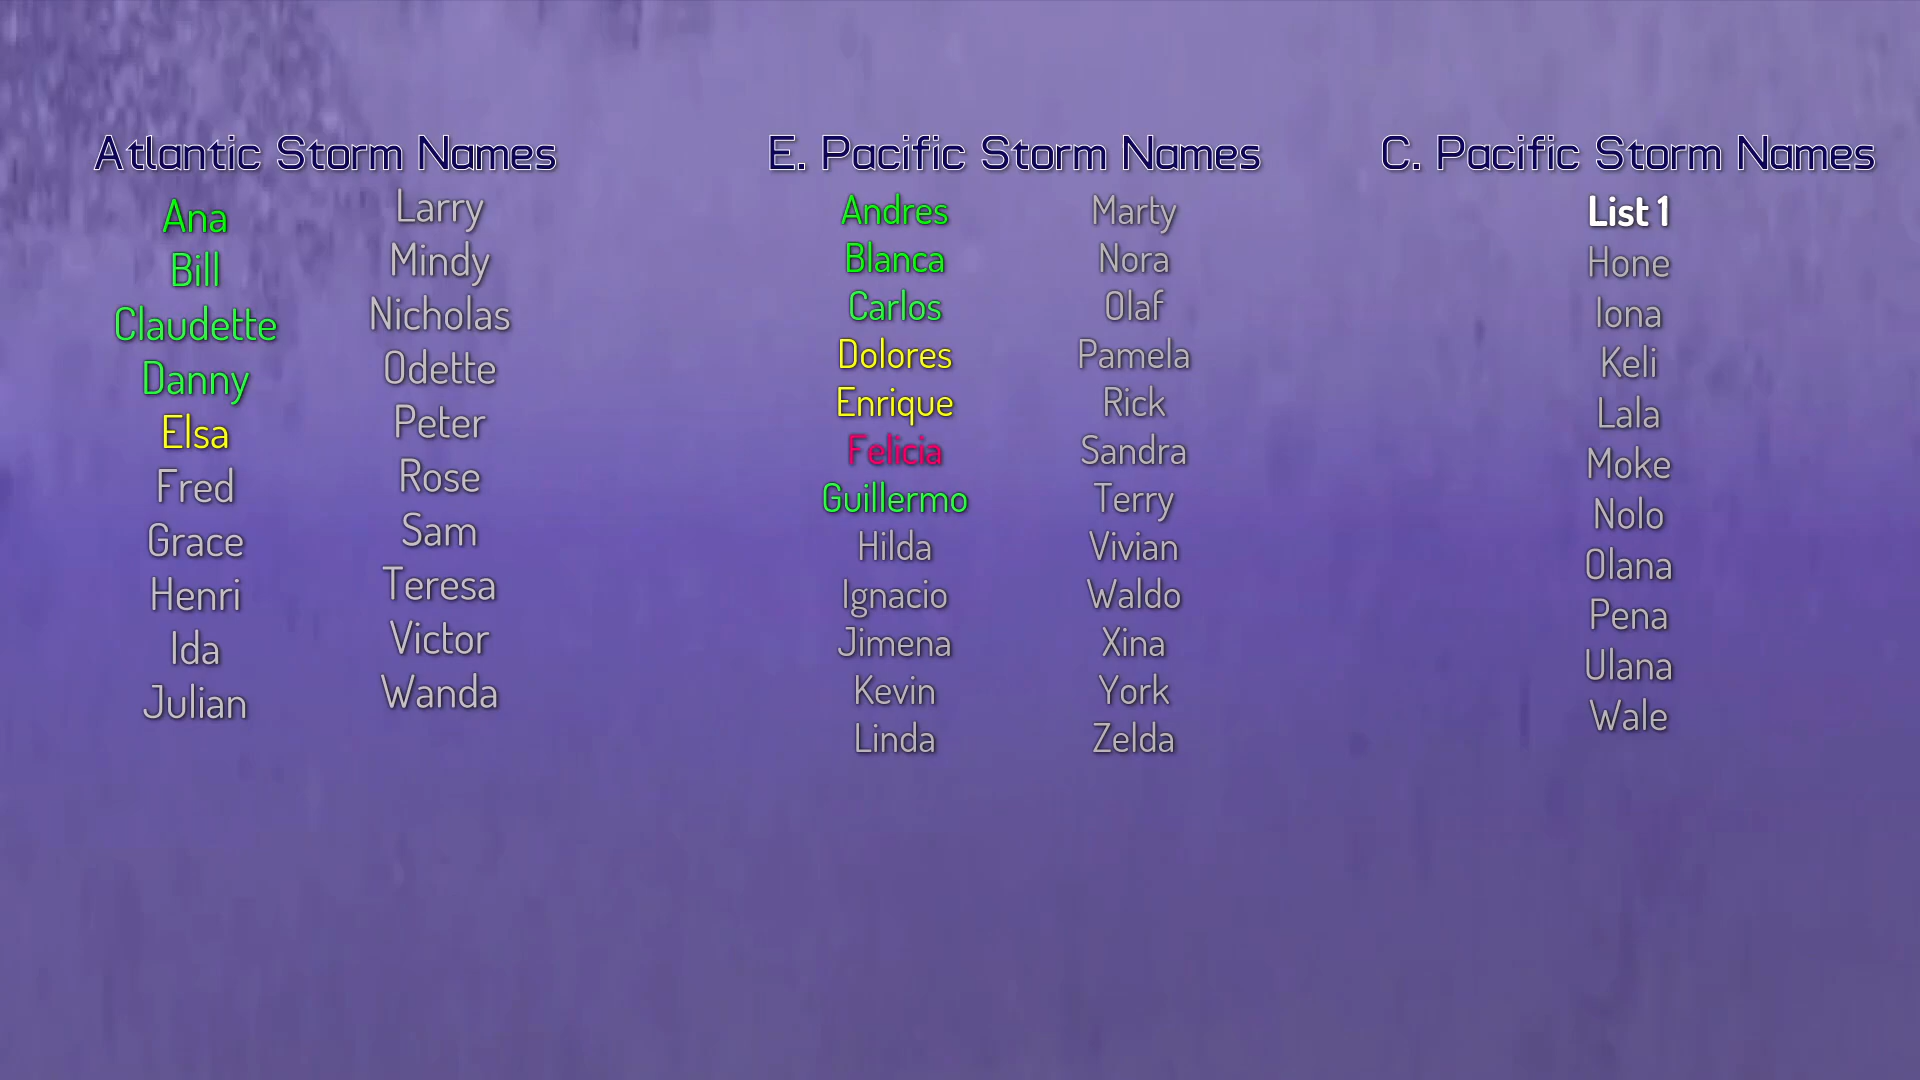 Atlantic Storm Names
Ana
Bill
Claudette
Danny
Elsa
Fred
Grace
Henri
Ida
Julian
Larry
Mindy
Nicholas
Odette
Peter
Rose
Sam
Teresa
Victor
Wanda
E. Pacific Storm Names
Andres
Blanca
Carlos
Dolores
Enrique
Felicia
Guillermo
Hilda
Ignacio
Jimena
Kevin
Linda
Marty
Nora
Olaf
Pamela
Rick
Sandra
Terry
Vivian
Waldo
Xina
York
Zelda
C. Pacific Storm Names
List 1
Hone
Iona
Keli
Lala
Moke
Nolo
Olana
Pena
Ulana
Wale